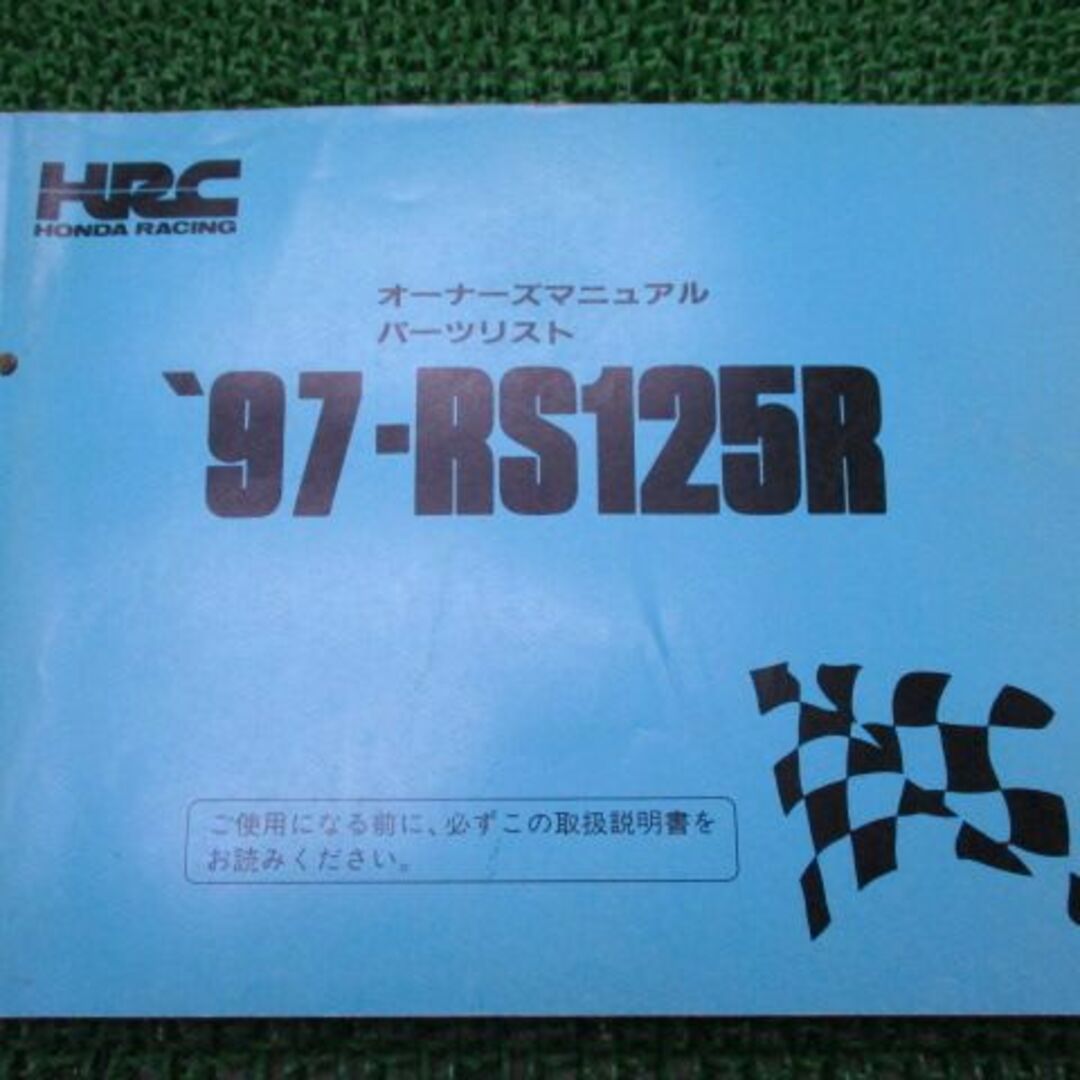 HRC
HONDA RACING
オーナーズマニュアル
パーツリスト
'97-RS125R
ご使用になる前に、必ずこの取扱説明書を
お読みください。